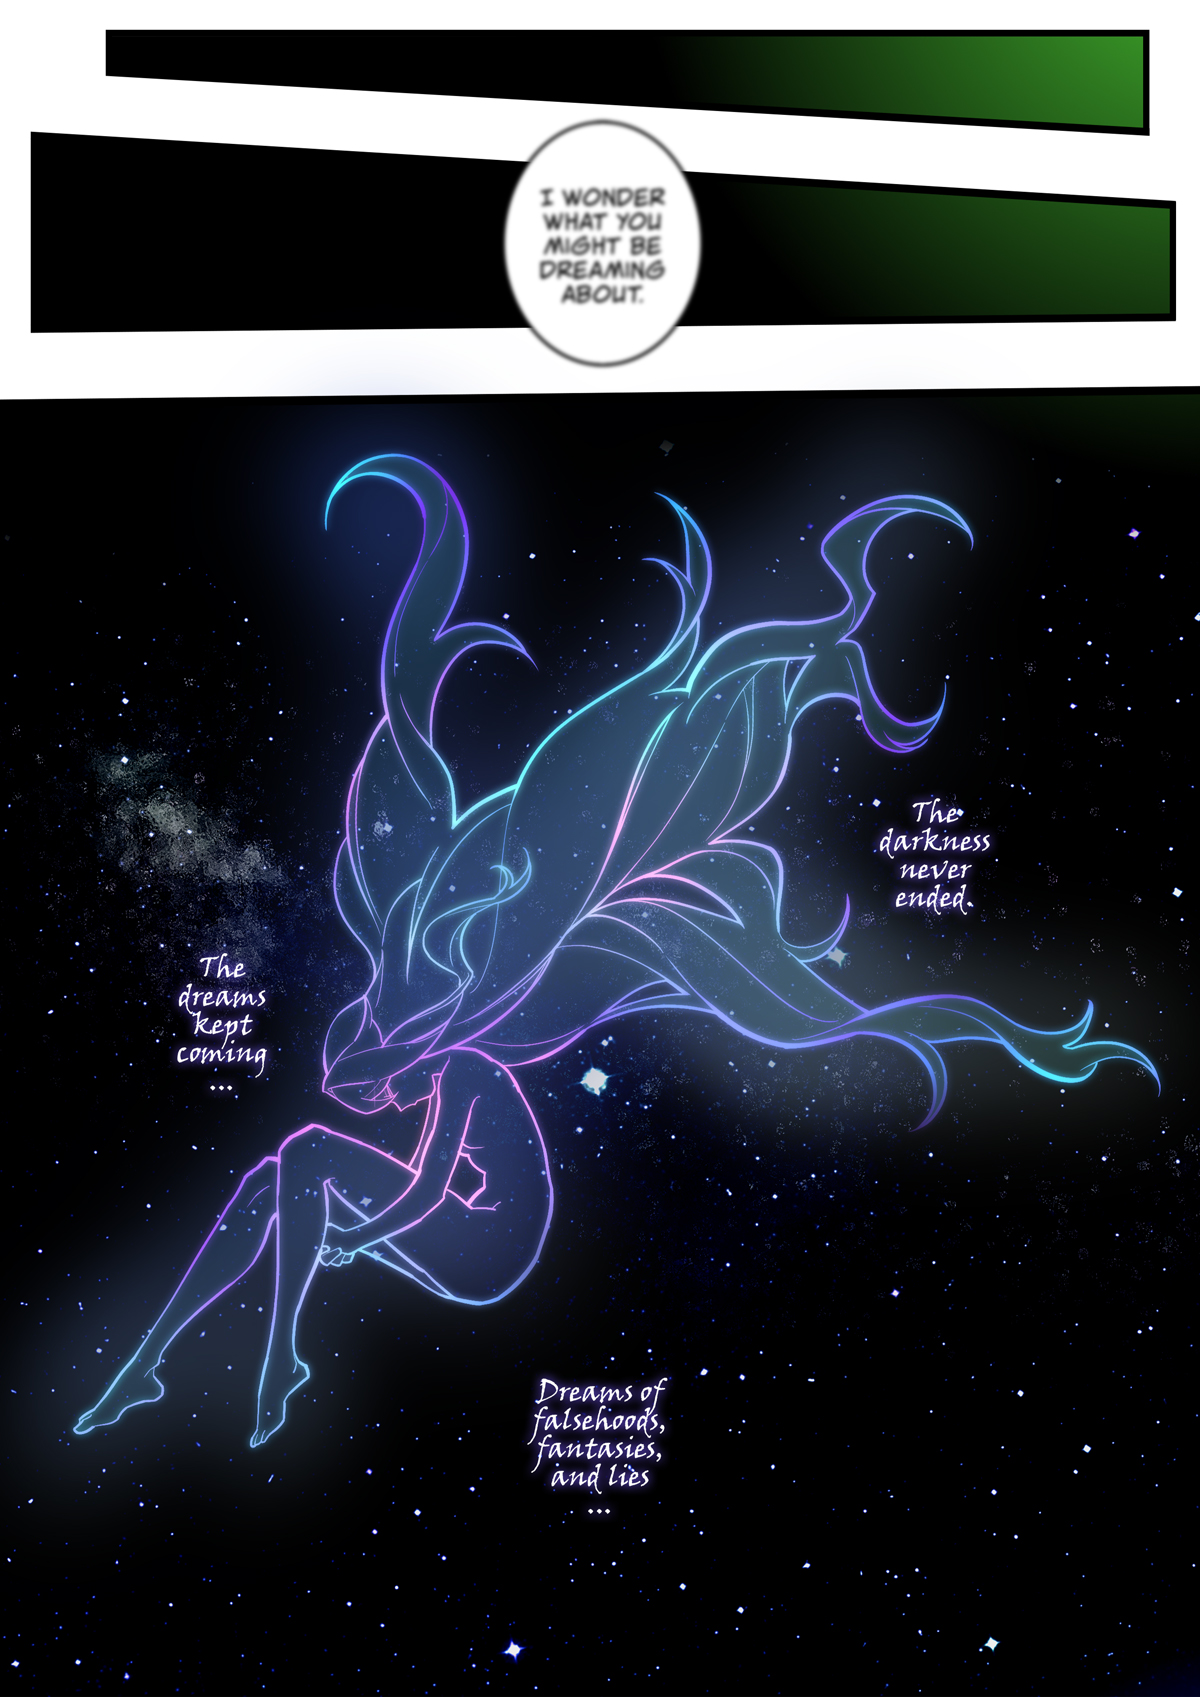 I WONDER
WHAT YOU
MIGHT BE
DREAMING
ABOUT.
The
darkness
never
ended.
The
dreams
kept
coming
...
Dreams of
falsehoods,
fantasies,
and lies
...